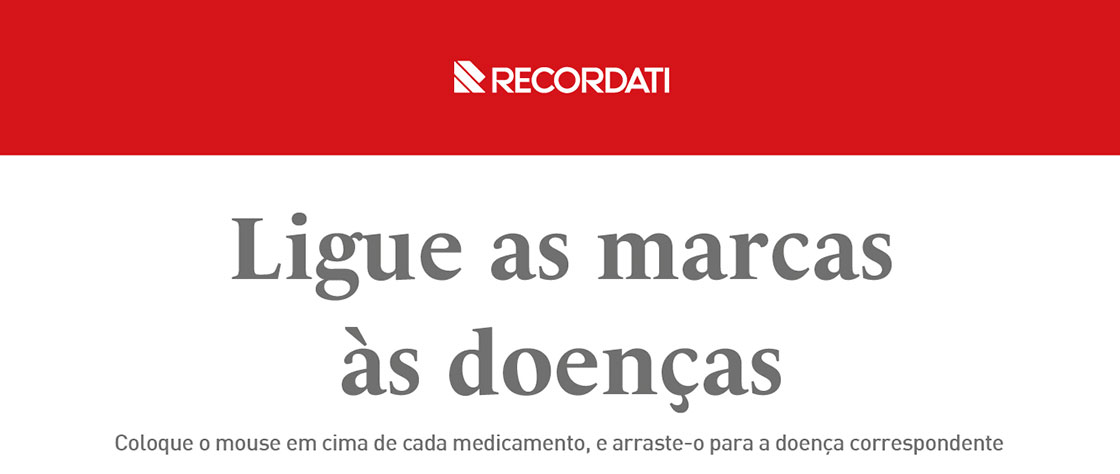 RECORDATI
Ligue as marcas
às doenças
Coloque o mouse em cima de cada medicamento, e arraste-o para a doença correspondente